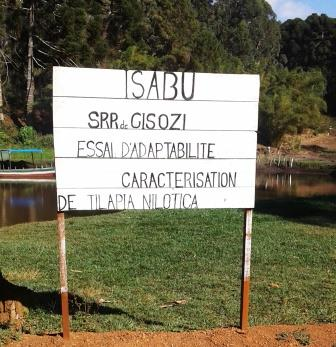 ISABU
SRR de GISOZI
ESSAI D'ADAPTABILITE
CARACTERISATION
DE TILAPIA NILOTICA